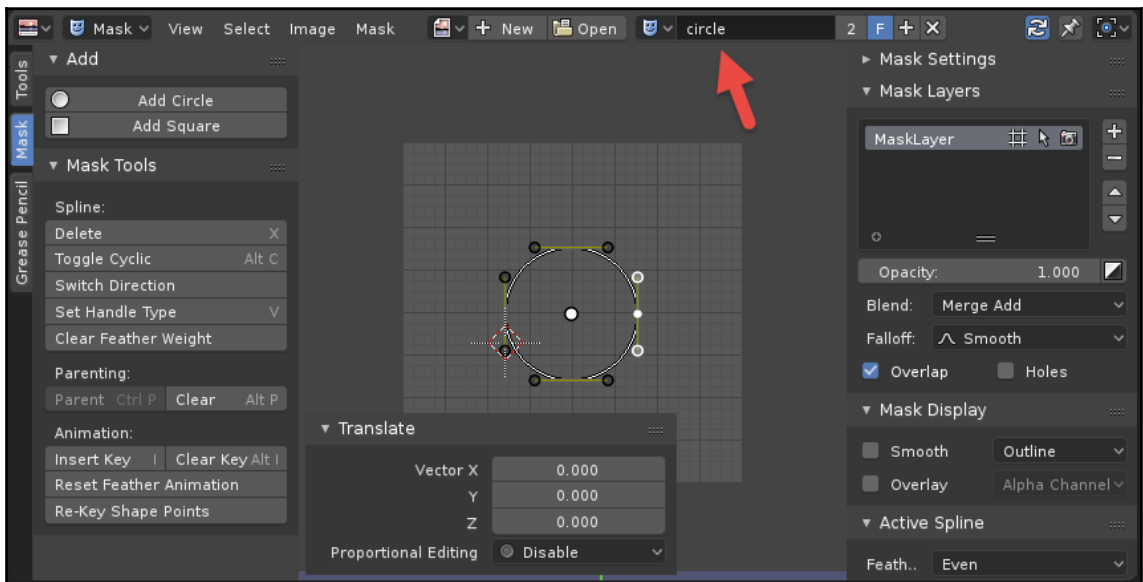 Mask View Select Image Mask New Open circle 2 F
Tools
Mask
Grease Pencil
Add
Add Circle
Add Square
Mask Tools
Spline:
Delete X
Toggle Cyclic Alt C
Switch Direction
Set Handle Type V
Clear Feather Weight
Parenting:
Parent Ctrl P Clear Alt P
Animation:
Insert Key I Clear Key Alt I
Reset Feather Animation
Re-Key Shape Points
Translate
Vector X 0.000
Y 0.000
Z 0.000
Proportional Editing Disable
Mask Settings
Mask Layers
MaskLayer
Opacity: 1.000
Blend: Merge Add
Falloff: Smooth
Overlap Holes
Mask Display
Smooth Outline
Overlay Alpha Channel
Active Spline
Feath.. Even